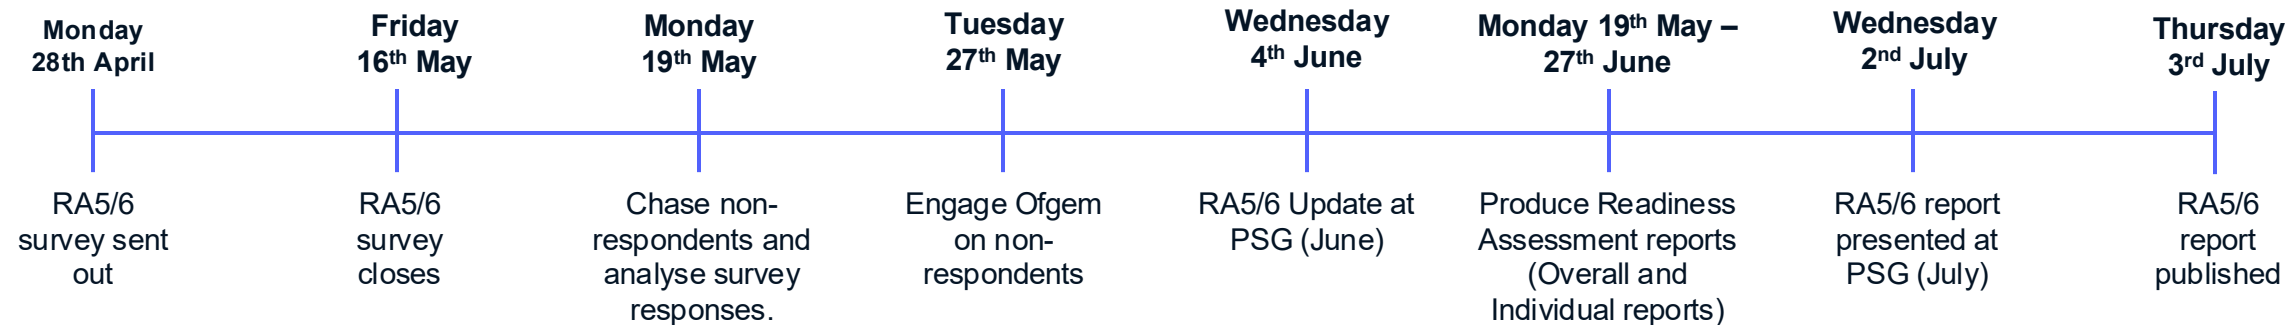 Monday
28th April
Friday
16th May
Monday
19th May
Tuesday
27th May
Wednesday
4th June
Monday 19th May –
27th June
Wednesday
2nd July
Thursday
3rd July
RA5/6
survey sent
out
RA5/6
survey
closes
Chase non-
respondents and
analyse survey
responses.
Engage Ofgem
on non-
respondents
RA5/6 Update at
PSG (June)
Produce Readiness
Assessment reports
(Overall and
Individual reports)
RA5/6 report
presented at
PSG (July)
RA5/6
report
published